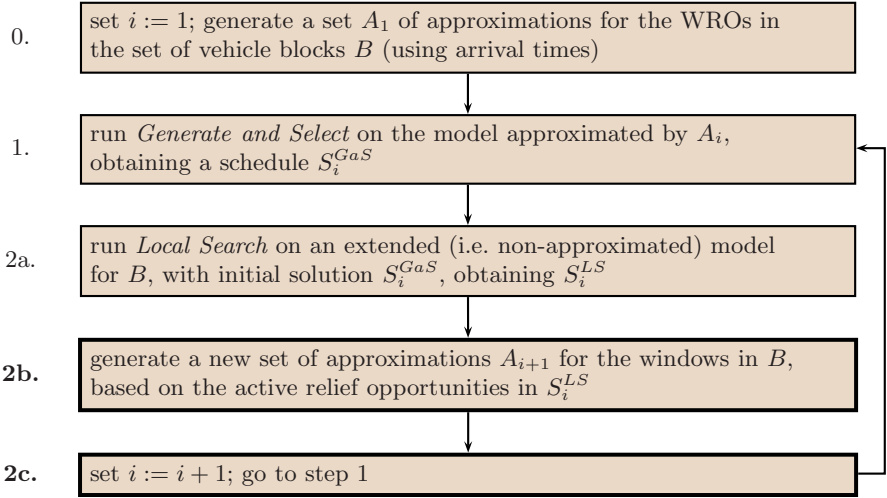 0. set i := 1; generate a set A_1 of approximations for the WROs in
the set of vehicle blocks B (using arrival times)
1. run Generate and Select on the model approximated by A_i,
obtaining a schedule S_i^{GaS}
2a. run Local Search on an extended (i.e. non-approximated) model
for B, with initial solution S_i^{GaS}, obtaining S_i^{LS}
2b. generate a new set of approximations A_{i+1} for the windows in B,
based on the active relief opportunities in S_i^{LS}
2c. set i := i + 1; go to step 1